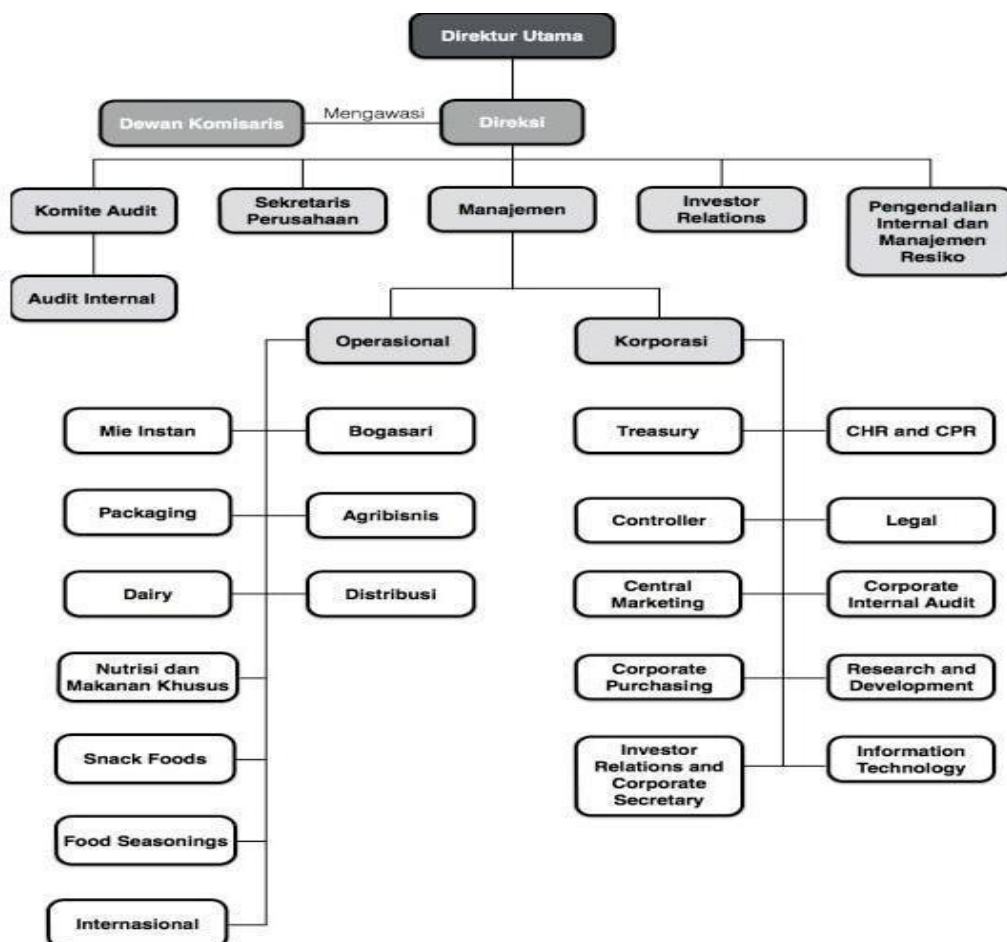 Direktur Utama
Dewan Komisaris
Mengawasi
Direksi
Komite Audit
Sekretaris
Perusahaan
Manajemen
Investor
Relations
Pengendalian
Internal dan
Manajemen
Resiko
Audit Internal
Operasional
Korporasi
Mie Instan
Bogasari
Treasury
CHR and CPR
Packaging
Agribisnis
Controller
Legal
Dairy
Distribusi
Central
Marketing
Corporate
Internal Audit
Nutrisi dan
Makanan Khusus
Corporate
Purchasing
Research and
Development
Snack Foods
Investor
Relations and
Corporate
Secretary
Information
Technology
Food Seasonings
Internasional